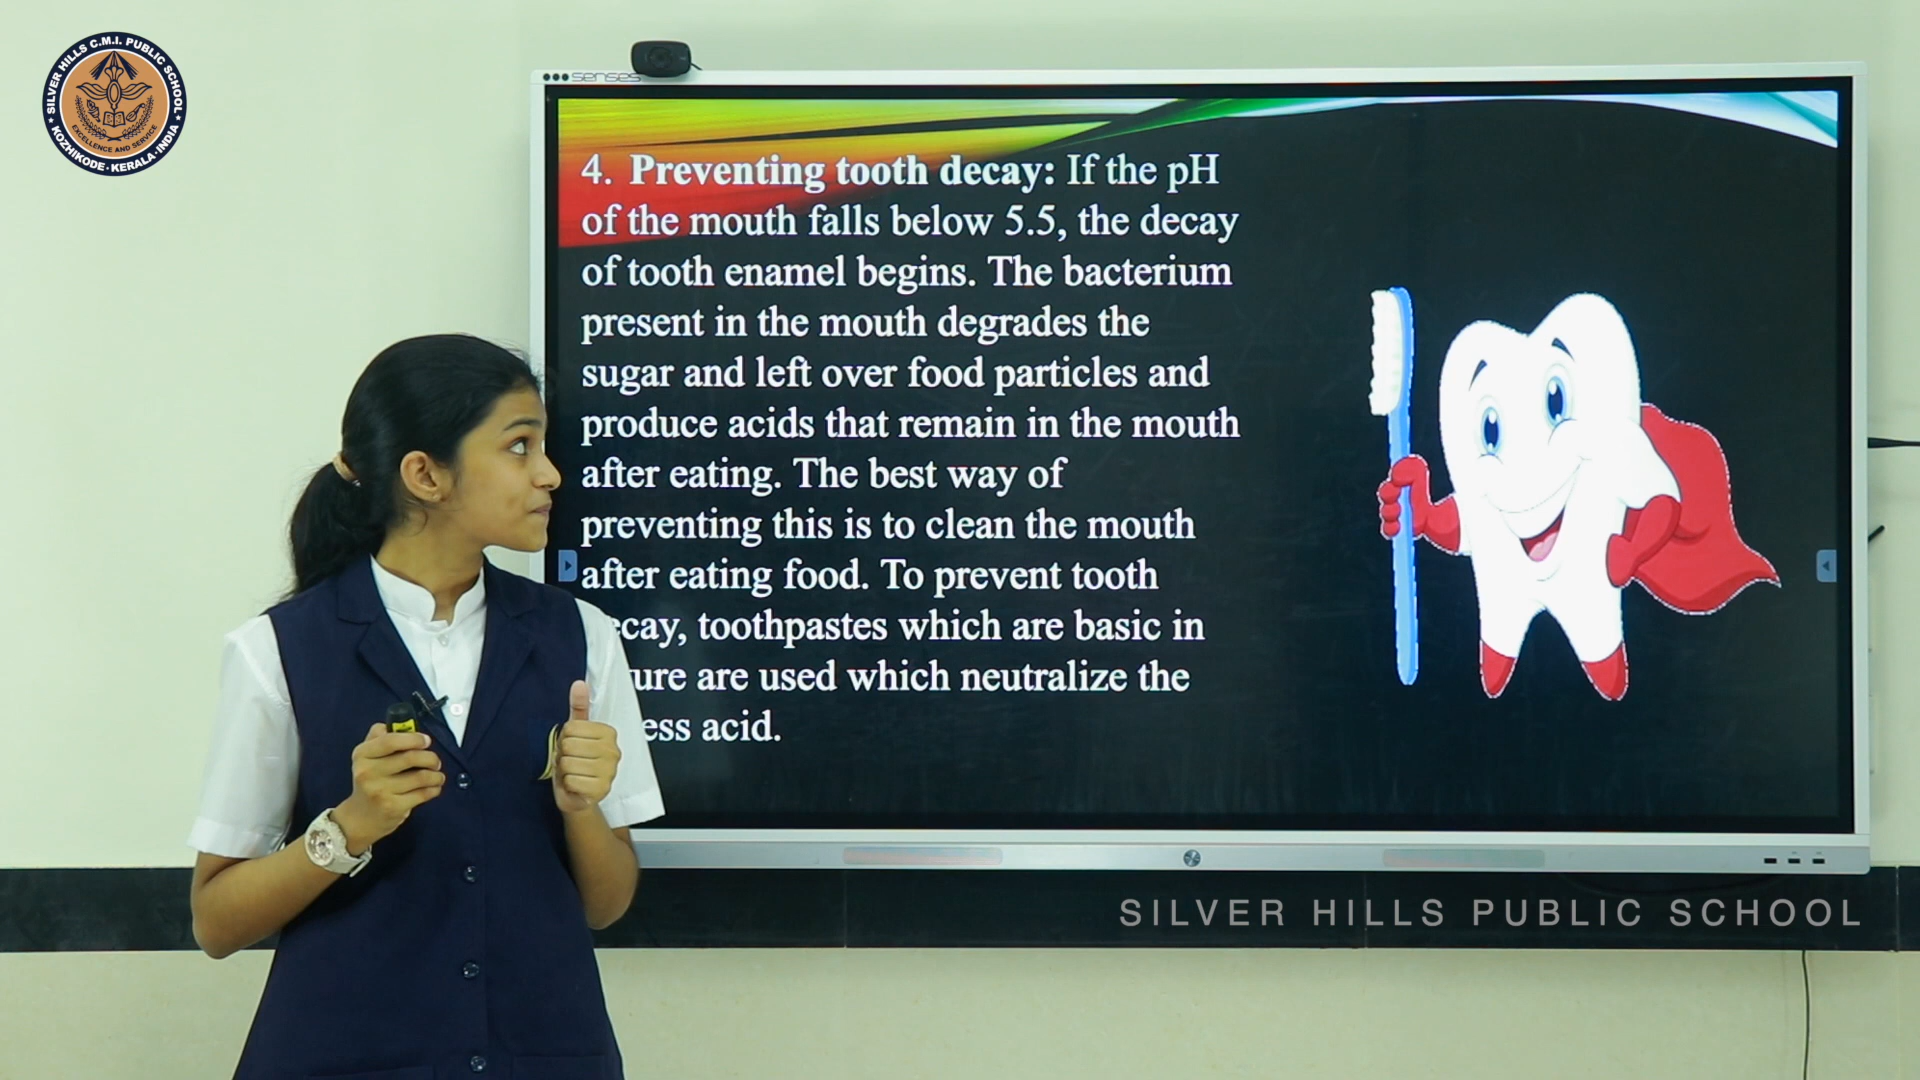 SILVER HILLS C.M.I. PUBLIC SCHOOL
EXCELLENCE AND SERVICE
KOZHIKODE · KERALA · INDIA
senses
4. Preventing tooth decay: If the pH
of the mouth falls below 5.5, the decay
of tooth enamel begins. The bacterium
present in the mouth degrades the
sugar and left over food particles and
produce acids that remain in the mouth
after eating. The best way of
preventing this is to clean the mouth
after eating food. To prevent tooth
cay, toothpastes which are basic in
ure are used which neutralize the
ess acid.
SILVER HILLS PUBLIC SCHOOL